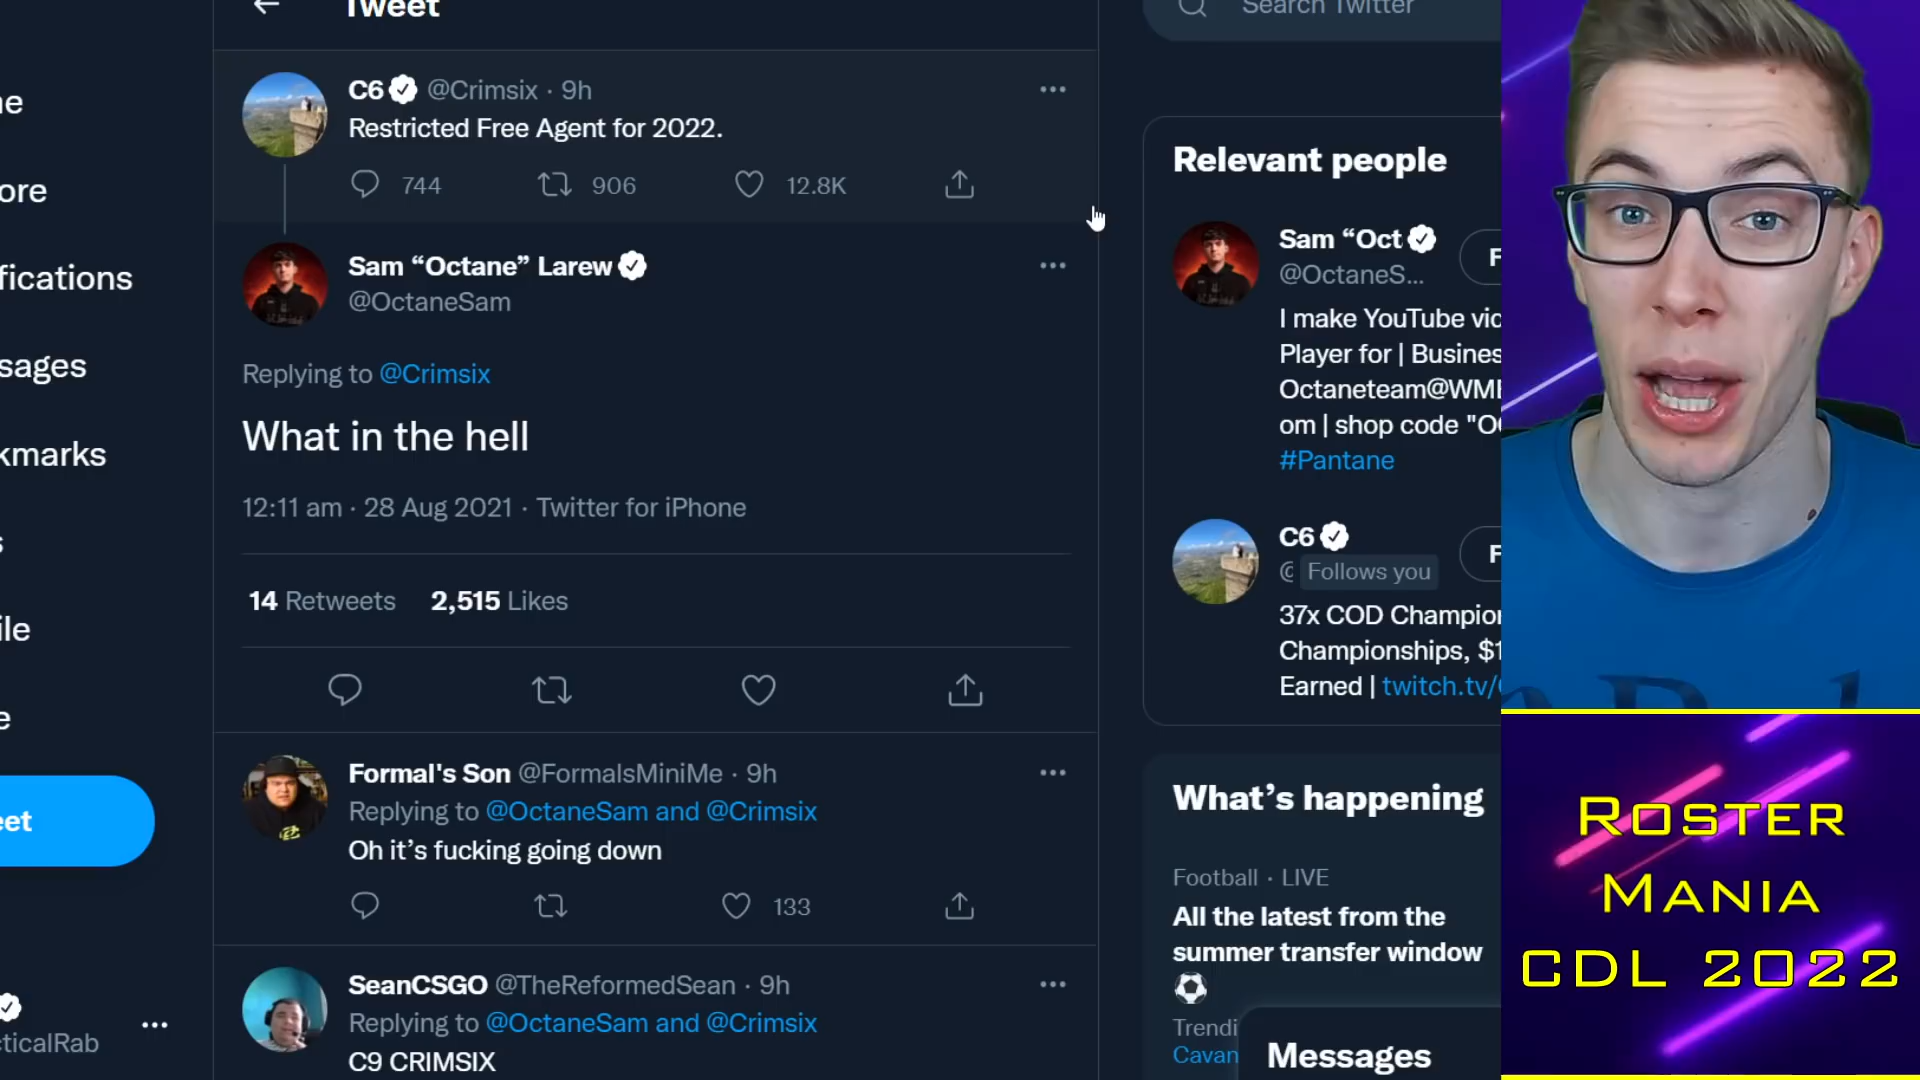 Tweet
Search Twitter
C6 @Crimsix · 9h
Restricted Free Agent for 2022.
744 906 12.8K
Sam “Octane” Larew
@OctaneSam
Replying to @Crimsix
What in the hell
12:11 am · 28 Aug 2021 · Twitter for iPhone
14 Retweets 2,515 Likes
Formal's Son @FormalsMiniMe · 9h
Replying to @OctaneSam and @Crimsix
Oh it’s fucking going down
133
SeanCSGO @TheReformedSean · 9h
Replying to @OctaneSam and @Crimsix
C9 CRIMSIX
ne
ore
fications
sages
kmarks
s
ile
e
eet
cticalRab
Relevant people
Sam “Oct
@OctaneS...
F
I make YouTube vid
Player for | Busines
Octaneteam@WME
om | shop code "O
#Pantane
C6
@ Follows you
F
37x COD Champion
Championships, $1
Earned | twitch.tv/
What’s happening
Football · LIVE
All the latest from the
summer transfer window
Trendi
Cavan
Messages
ROSTER
MANIA
CDL 2022